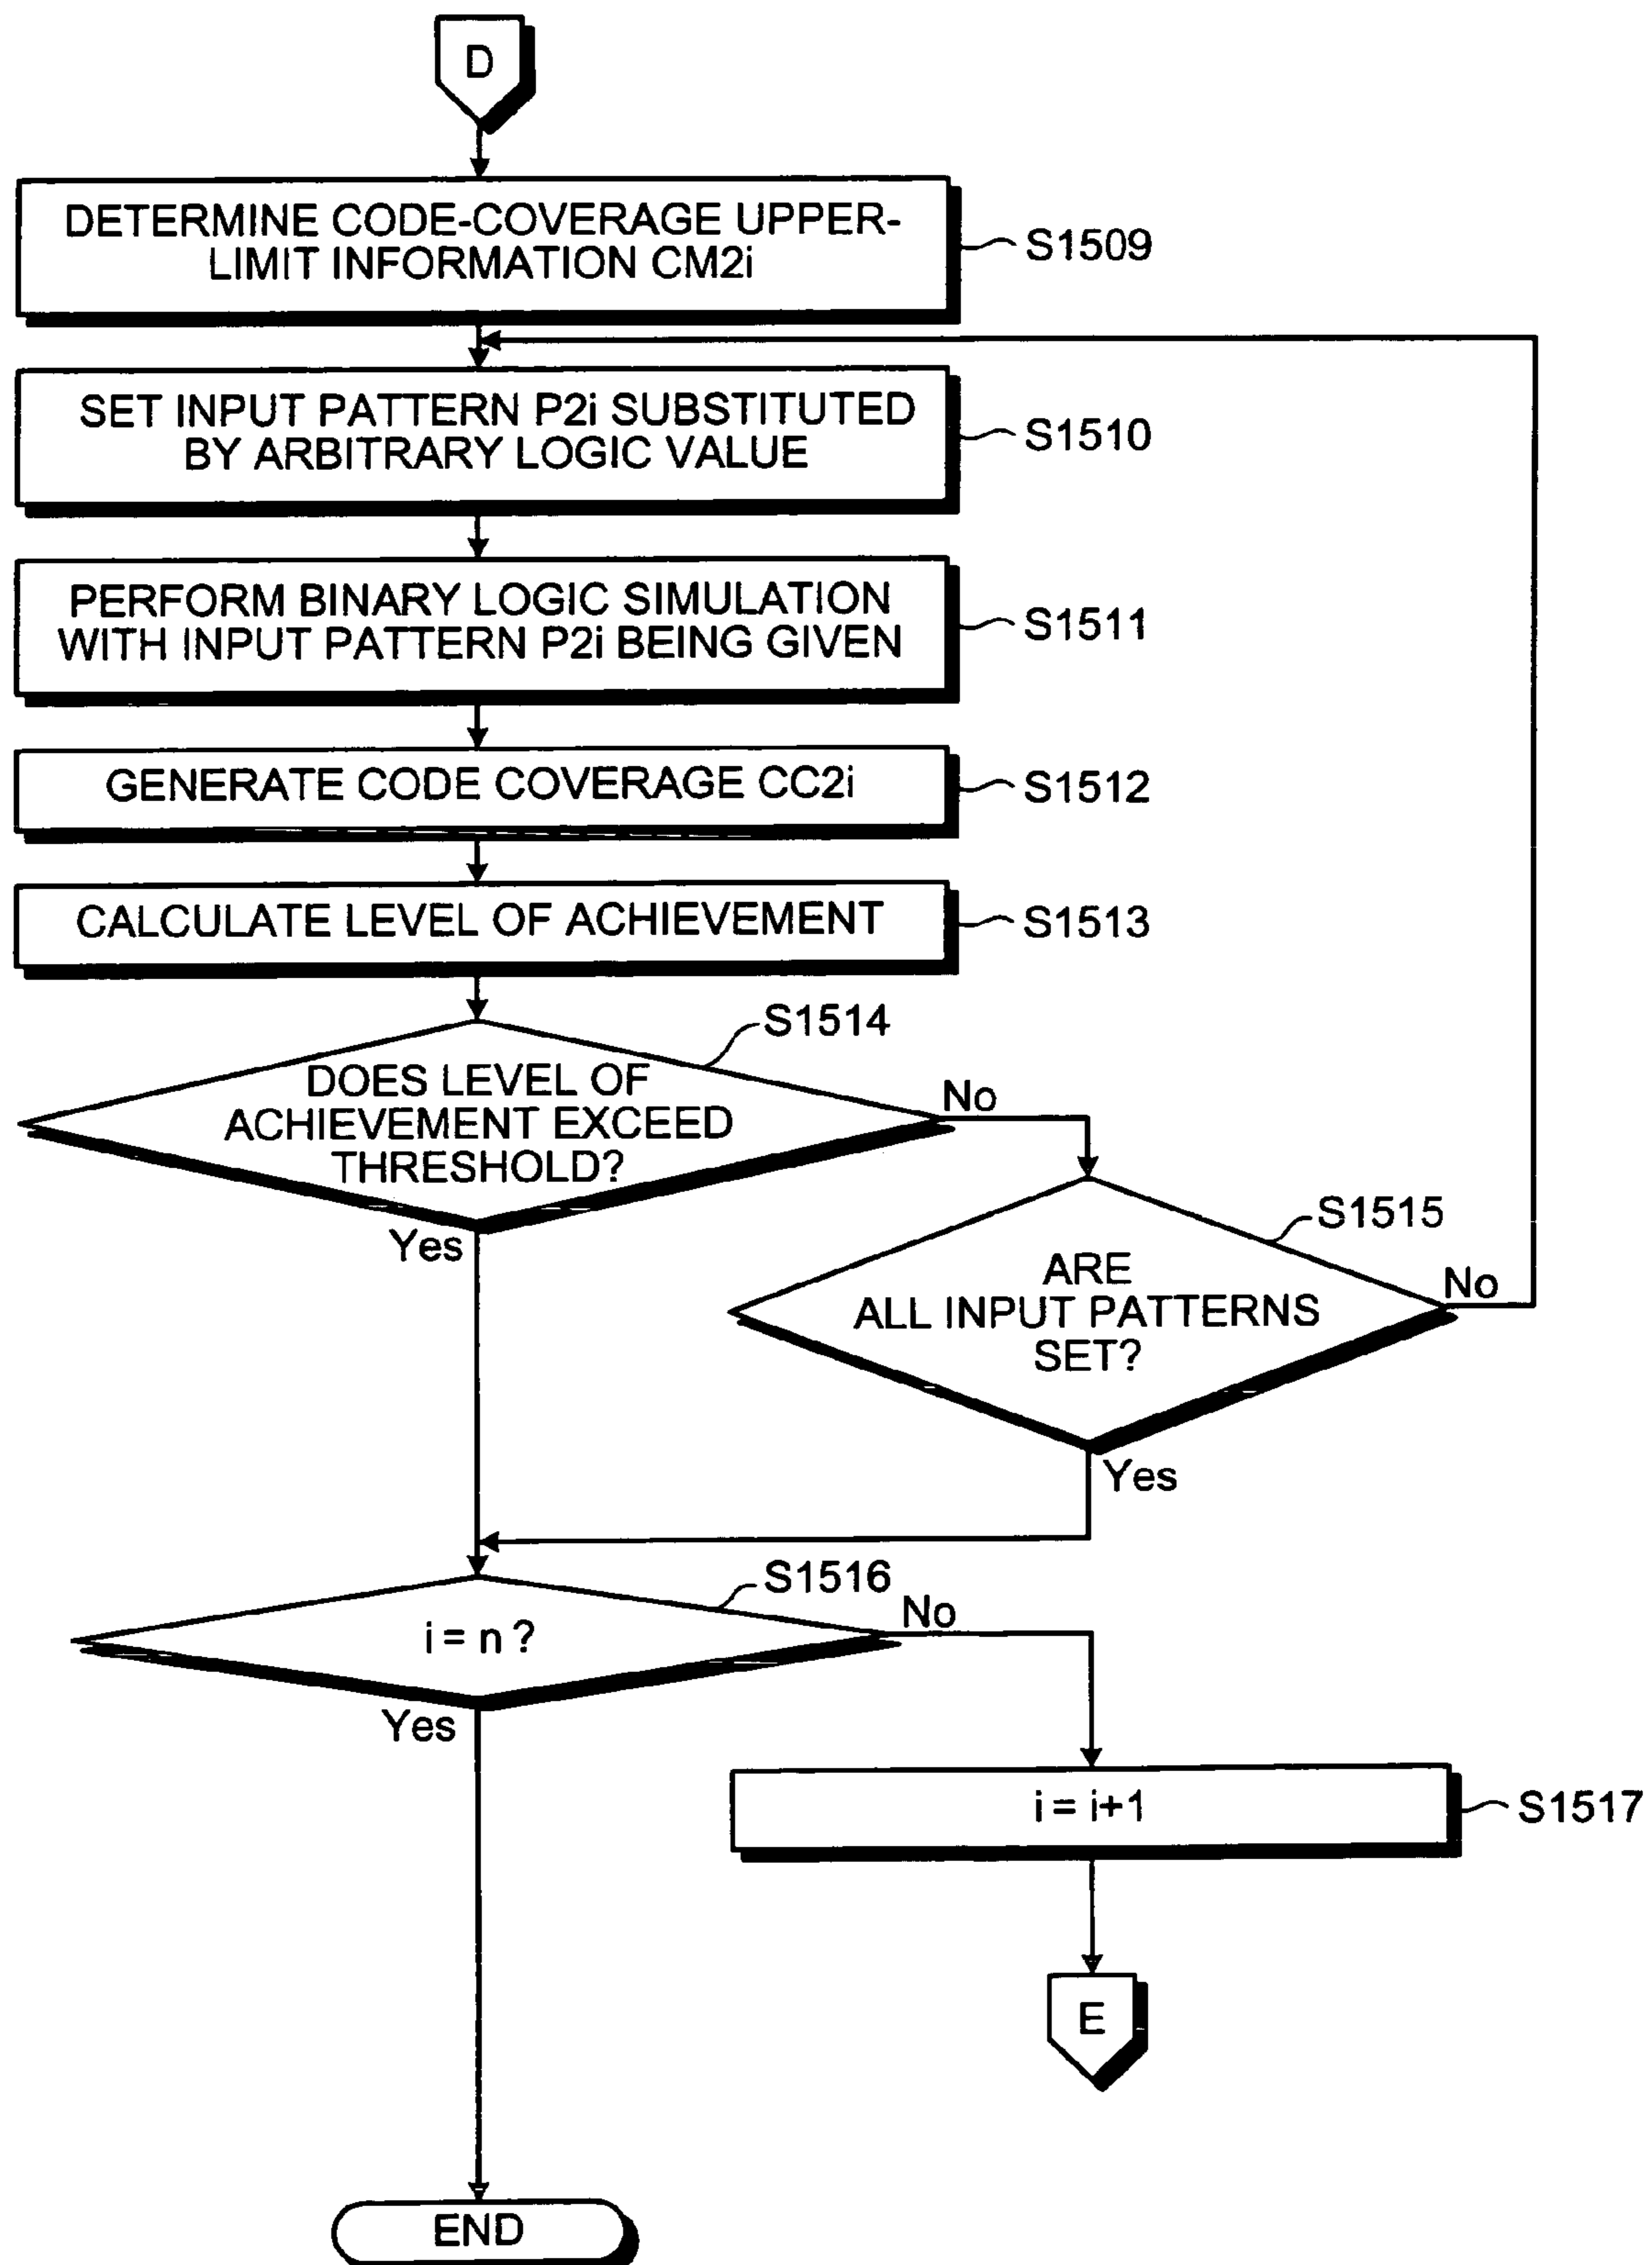 D
DETERMINE CODE-COVERAGE UPPER-
LIMIT INFORMATION CM2i
S1509
SET INPUT PATTERN P2i SUBSTITUTED
BY ARBITRARY LOGIC VALUE
S1510
PERFORM BINARY LOGIC SIMULATION
WITH INPUT PATTERN P2i BEING GIVEN
S1511
GENERATE CODE COVERAGE CC2i
S1512
CALCULATE LEVEL OF ACHIEVEMENT
S1513
S1514
DOES LEVEL OF
ACHIEVEMENT EXCEED
THRESHOLD?
No
Yes
S1515
ARE
ALL INPUT PATTERNS
SET?
No
Yes
S1516
i = n ?
No
Yes
i = i+1
S1517
E
END